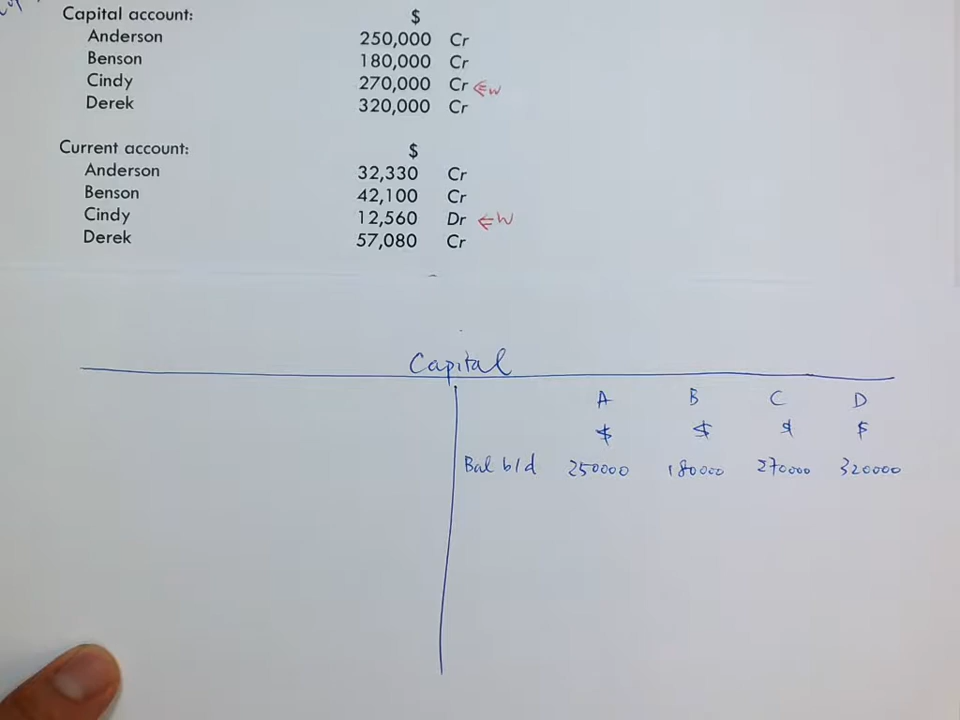 Capital account: $
Anderson 250,000 Cr
Benson 180,000 Cr
Cindy 270,000 Cr ⇐W
Derek 320,000 Cr
Current account: $
Anderson 32,330 Cr
Benson 42,100 Cr
Cindy 12,560 Dr ⇐W
Derek 57,080 Cr
Capital
A B C D
$ $ $ $
Bal b/d 250000 180000 270000 320000